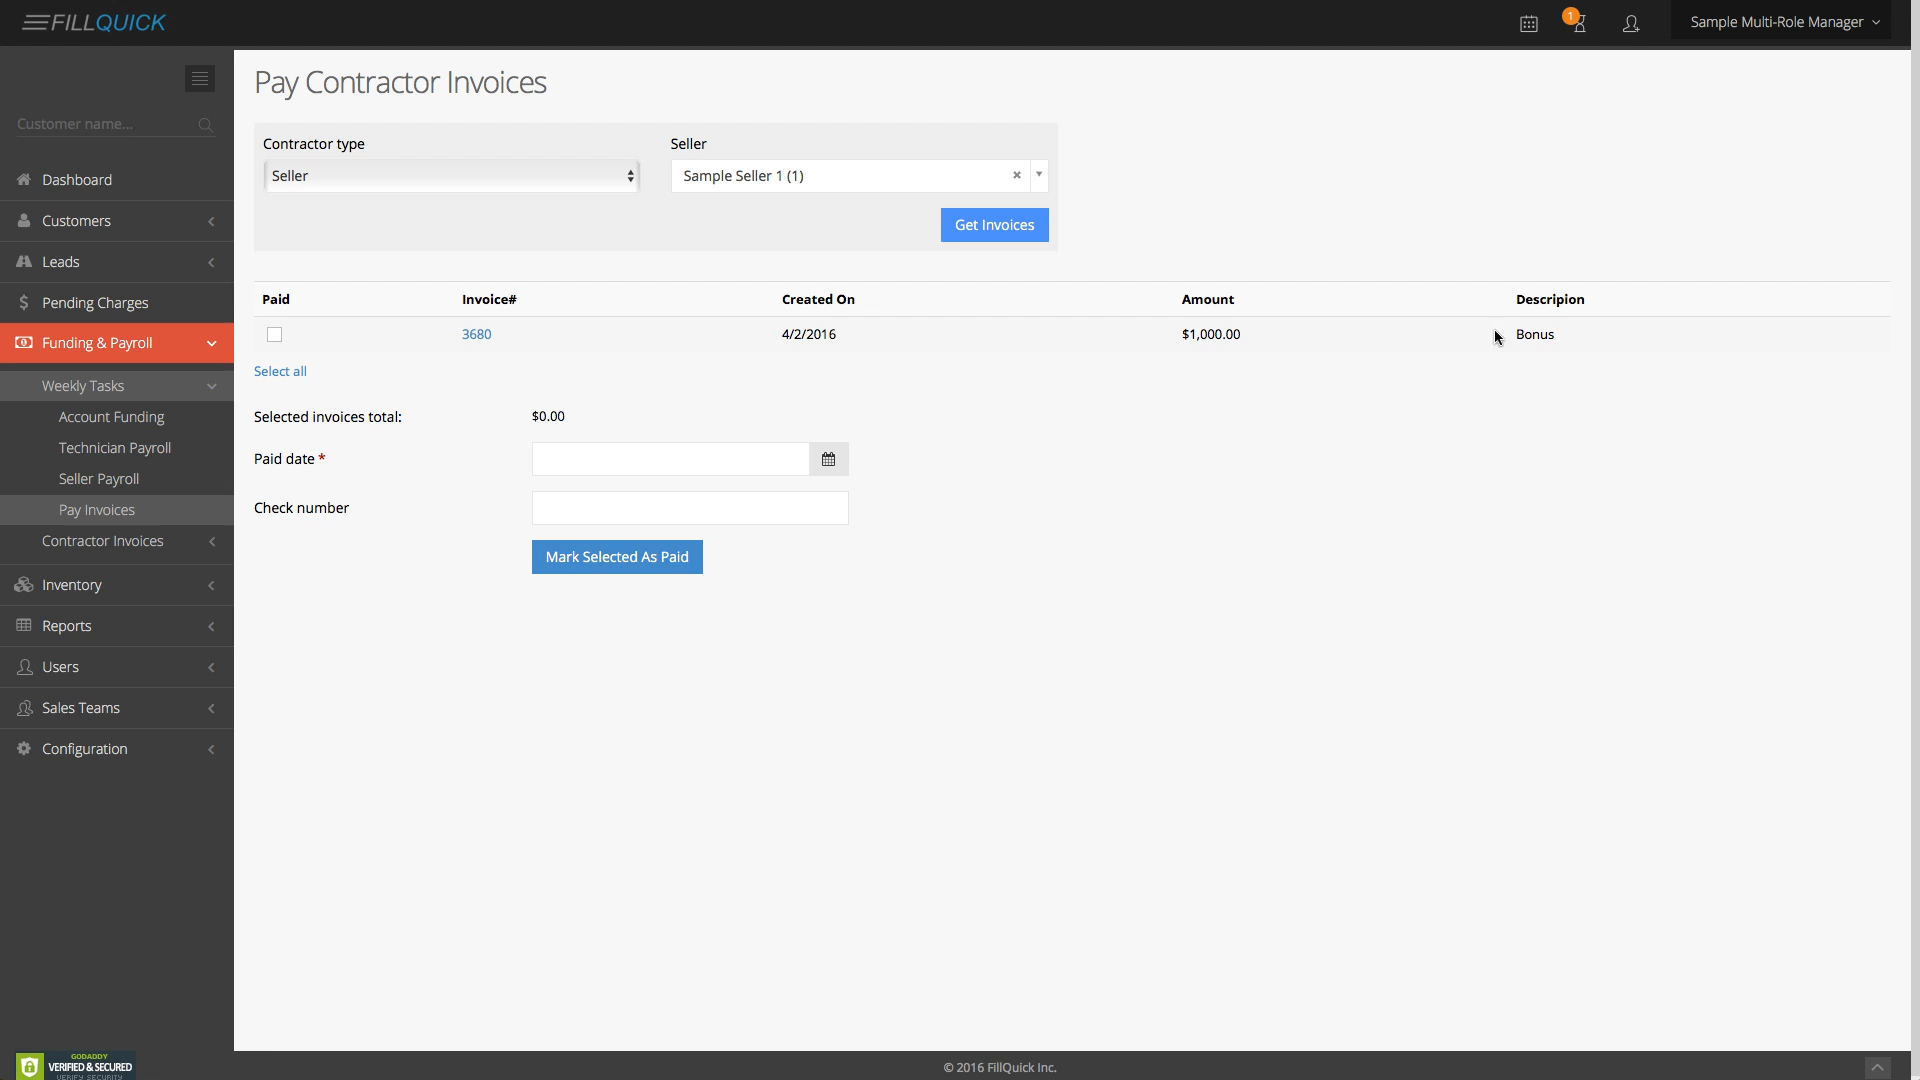 FILLQUICK
1
Sample Multi-Role Manager
Customer name...
Dashboard
Customers
Leads
Pending Charges
Funding & Payroll
Weekly Tasks
Account Funding
Technician Payroll
Seller Payroll
Pay Invoices
Contractor Invoices
Inventory
Reports
Users
Sales Teams
Configuration
GODADDY
VERIFIED & SECURED
VERIFY SECURITY
Pay Contractor Invoices
Contractor type
Seller
Seller
Sample Seller 1 (1)
Get Invoices
Paid Invoice# Created On Amount Descripion
3680 4/2/2016 $1,000.00 Bonus
Select all
Selected invoices total: $0.00
Paid date *
Check number
Mark Selected As Paid
© 2016 FillQuick Inc.